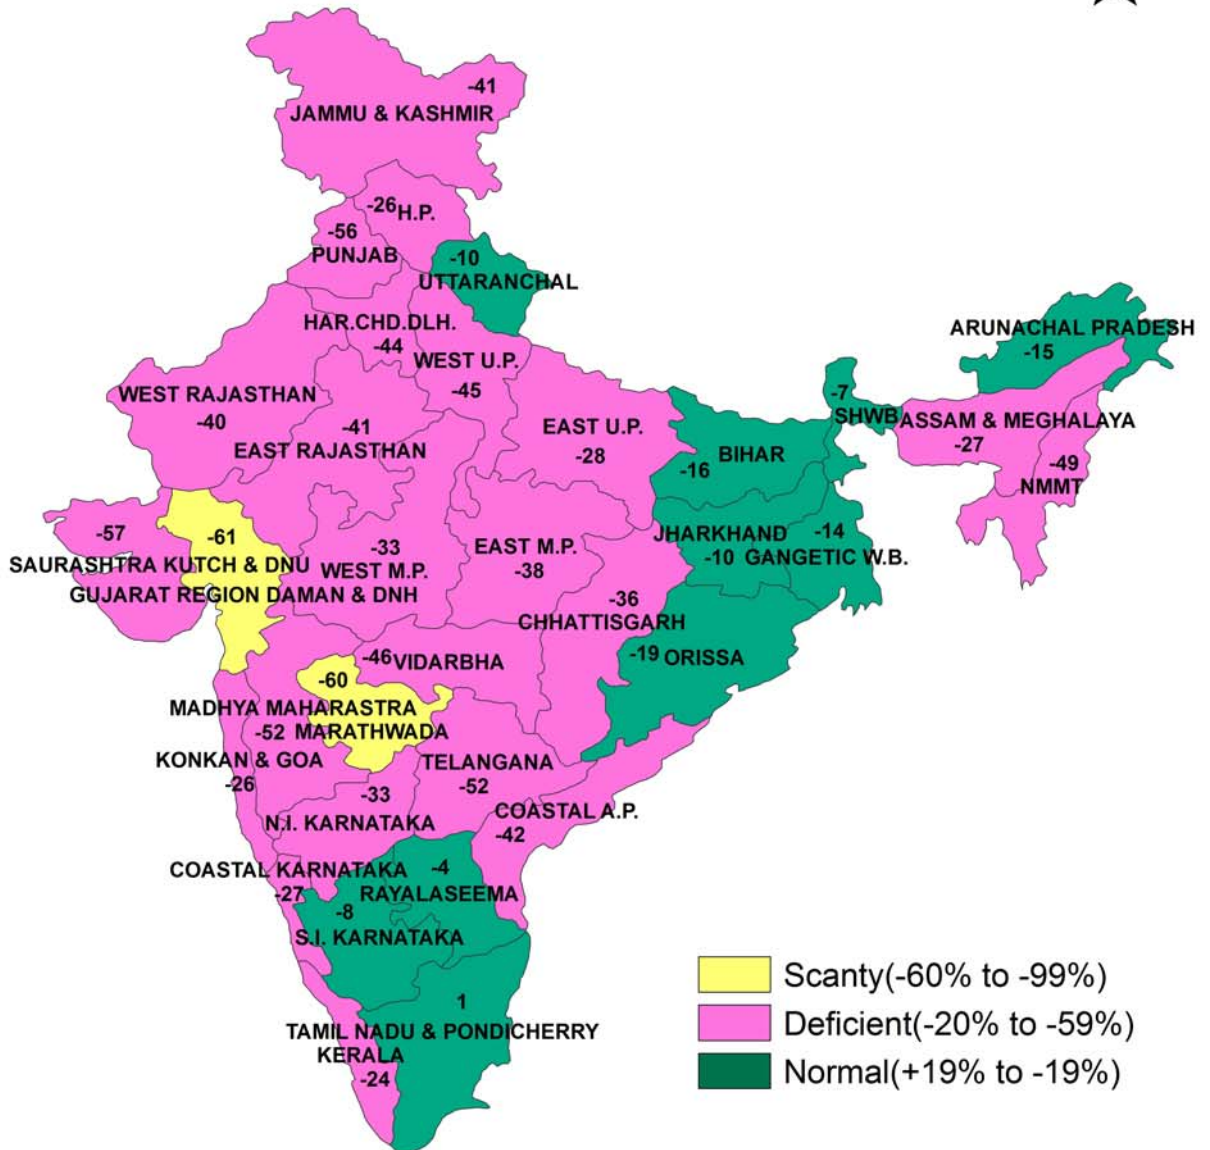 -41
JAMMU & KASHMIR
-26 H.P.
-56
PUNJAB
-10
UTTARANCHAL
HAR.CHD.DLH.
-44
WEST U.P.
-45
ARUNACHAL PRADESH
-15
WEST RAJASTHAN
-40
-41
EAST RAJASTHAN
EAST U.P.
-28
-7
SHWB
ASSAM & MEGHALAYA
-27
-49
NMMT
BIHAR
-16
-57
SAURASHTRA KUTCH & DNU
-61
GUJARAT REGION DAMAN & DNH
-33
WEST M.P.
EAST M.P.
-38
JHARKHAND
-10
-14
GANGETIC W.B.
-36
CHHATTISGARH
-19 ORISSA
-46 VIDARBHA
-60
MADHYA MAHARASTRA
-52 MARATHWADA
KONKAN & GOA
-26
TELANGANA
-52
-33
N.I. KARNATAKA
COASTAL A.P.
-42
COASTAL KARNATAKA
-27
-4
RAYALASEEMA
-8
S.I. KARNATAKA
1
TAMIL NADU & PONDICHERRY
KERALA
-24
Scanty(-60% to -99%)
Deficient(-20% to -59%)
Normal(+19% to -19%)